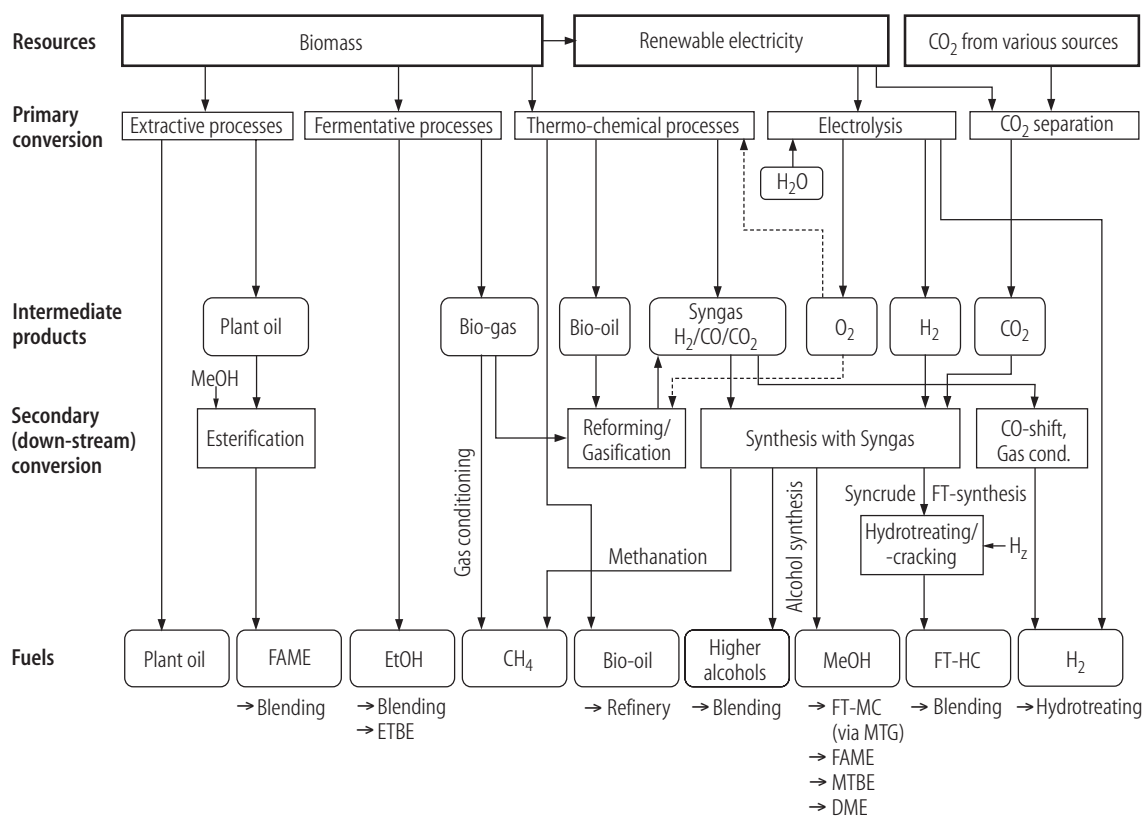 Resources
Biomass
Renewable electricity
CO₂ from various sources
Primary
conversion
Extractive processes
Fermentative processes
Thermo-chemical processes
Electrolysis
CO₂ separation
H₂O
Intermediate
products
Plant oil
Bio-gas
Bio-oil
Syngas
H₂/CO/CO₂
O₂
H₂
CO₂
MeOH
Secondary
(down-stream)
conversion
Esterification
Reforming/
Gasification
Synthesis with Syngas
CO-shift,
Gas cond.
Gas conditioning
Methanation
Alcohol synthesis
Syncrude
FT-synthesis
Hydrotreating/
-cracking
H_z
Fuels
Plant oil
FAME
EtOH
CH₄
Bio-oil
Higher
alcohols
MeOH
FT-HC
H₂
→ Blending
→ Blending
→ ETBE
→ Refinery
→ Blending
→ FT-MC
(via MTG)
→ FAME
→ MTBE
→ DME
→ Blending
→ Hydrotreating